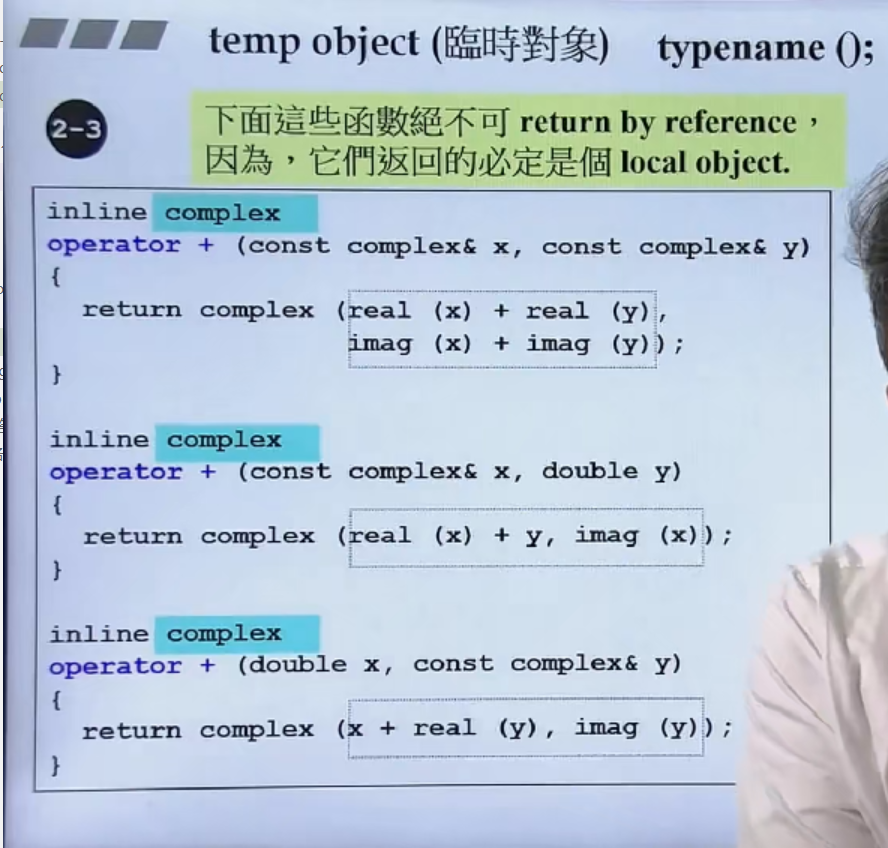 temp object (臨時對象) typename ();
2-3
下面這些函數絕不可 return by reference，
因為，它們返回的必定是個 local object.
inline complex
operator + (const complex& x, const complex& y)
{
return complex (real (x) + real (y),
imag (x) + imag (y));
}
inline complex
operator + (const complex& x, double y)
{
return complex (real (x) + y, imag (x));
}
inline complex
operator + (double x, const complex& y)
{
return complex (x + real (y), imag (y));
}